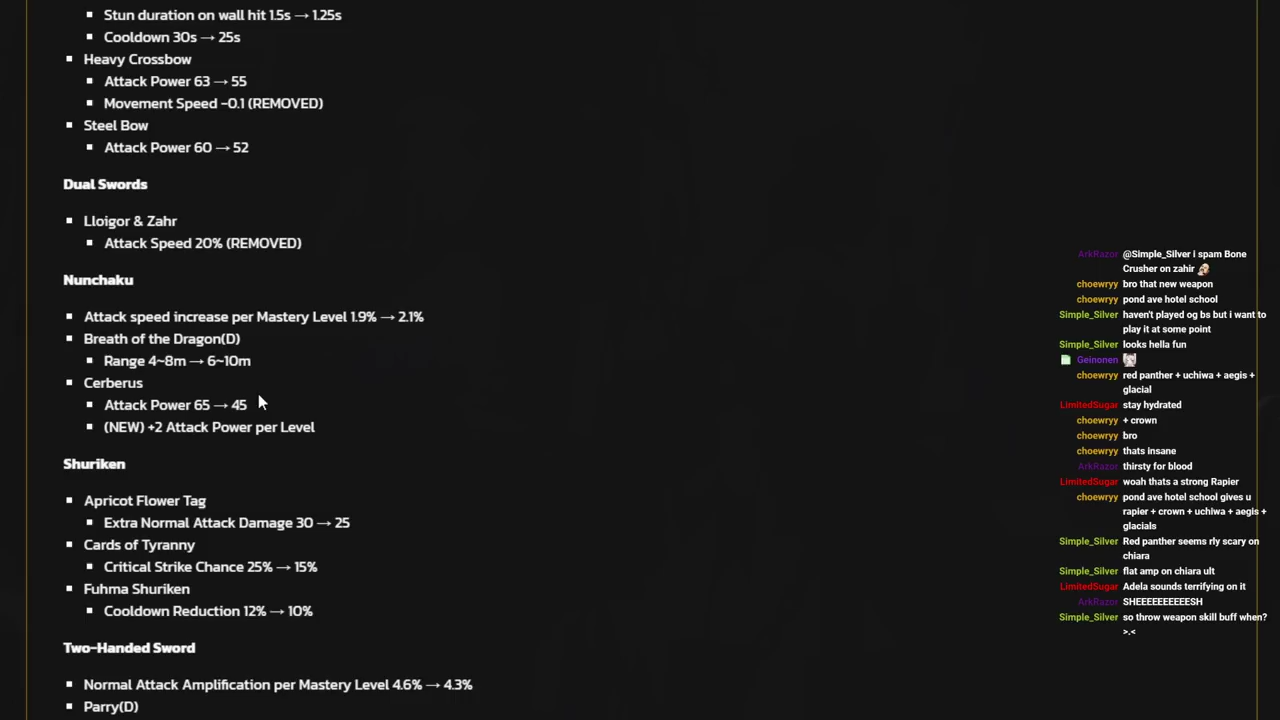 Stun duration on wall hit 1.5s → 1.25s
Cooldown 30s → 25s
Heavy Crossbow
Attack Power 63 → 55
Movement Speed -0.1 (REMOVED)
Steel Bow
Attack Power 60 → 52
Dual Swords
Lloigor & Zahr
Attack Speed 20% (REMOVED)
Nunchaku
Attack speed increase per Mastery Level 1.9% → 2.1%
Breath of the Dragon(D)
Range 4~8m → 6~10m
Cerberus
Attack Power 65 → 45
(NEW) +2 Attack Power per Level
Shuriken
Apricot Flower Tag
Extra Normal Attack Damage 30 → 25
Cards of Tyranny
Critical Strike Chance 25% → 15%
Fuhma Shuriken
Cooldown Reduction 12% → 10%
Two-Handed Sword
Normal Attack Amplification per Mastery Level 4.6% → 4.3%
Parry(D)
ArkRazor @Simple_Silver i spam Bone
Crusher on zahir
choewryy bro that new weapon
choewryy pond ave hotel school
Simple_Silver haven't played og bs but i want to
play it at some point
Simple_Silver looks hella fun
Geinonen
choewryy red panther + uchiwa + aegis +
glacial
LimitedSugar stay hydrated
choewryy + crown
choewryy bro
choewryy thats insane
ArkRazor thirsty for blood
LimitedSugar woah thats a strong Rapier
choewryy pond ave hotel school gives u
rapier + crown + uchiwa + aegis +
glacials
Simple_Silver Red panther seems rly scary on
chiara
Simple_Silver flat amp on chiara ult
LimitedSugar Adela sounds terrifying on it
ArkRazor SHEEEEEEEEEESH
Simple_Silver so throw weapon skill buff when?
>.<